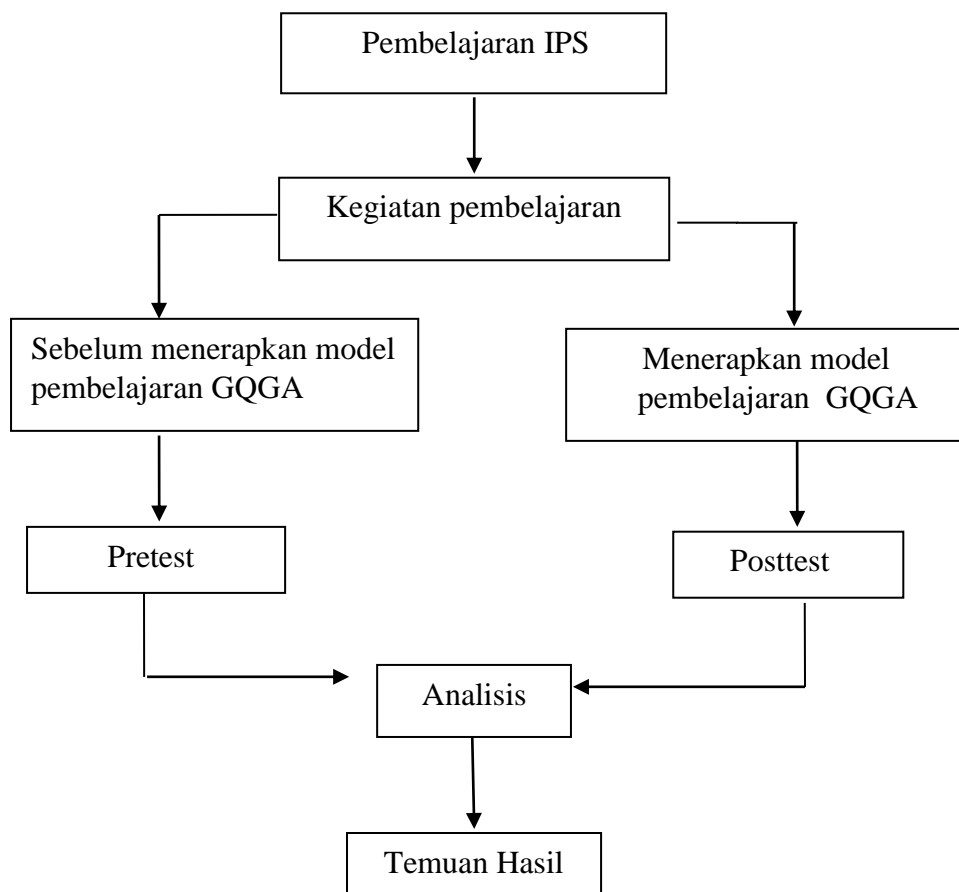 Pembelajaran IPS
Kegiatan pembelajaran
Sebelum menerapkan model
pembelajaran GQGA
Menerapkan model
pembelajaran GQGA
Pretest
Posttest
Analisis
Temuan Hasil